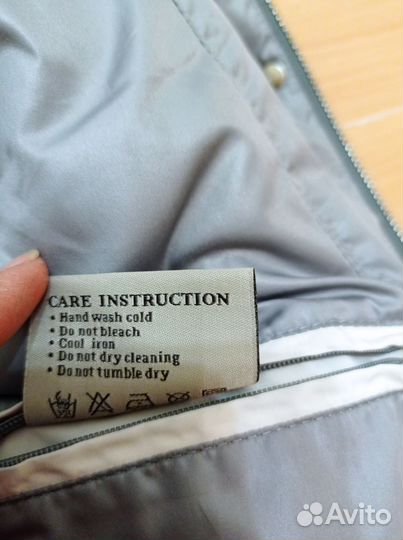 CARE INSTRUCTION
• Hand wash cold
• Do not bleach
• Cool iron
• Do not dry cleaning
• Do not tumble dry
Avito